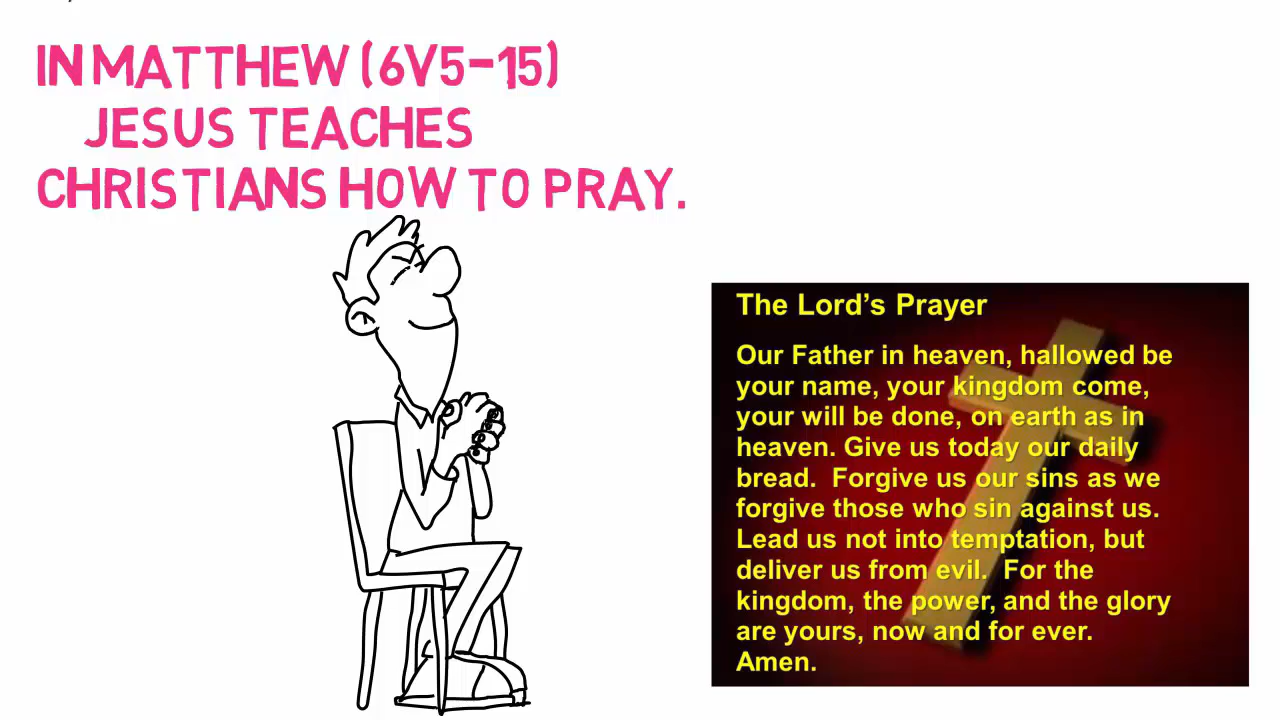 IN MATTHEW (6V5-15)
JESUS TEACHES
CHRISTIANS HOW TO PRAY.
The Lord's Prayer
Our Father in heaven, hallowed be
your name, your kingdom come,
your will be done, on earth as in
heaven. Give us today our daily
bread.  Forgive us our sins as we
forgive those who sin against us.
Lead us not into temptation, but
deliver us from evil.  For the
kingdom, the power, and the glory
are yours, now and for ever.
Amen.